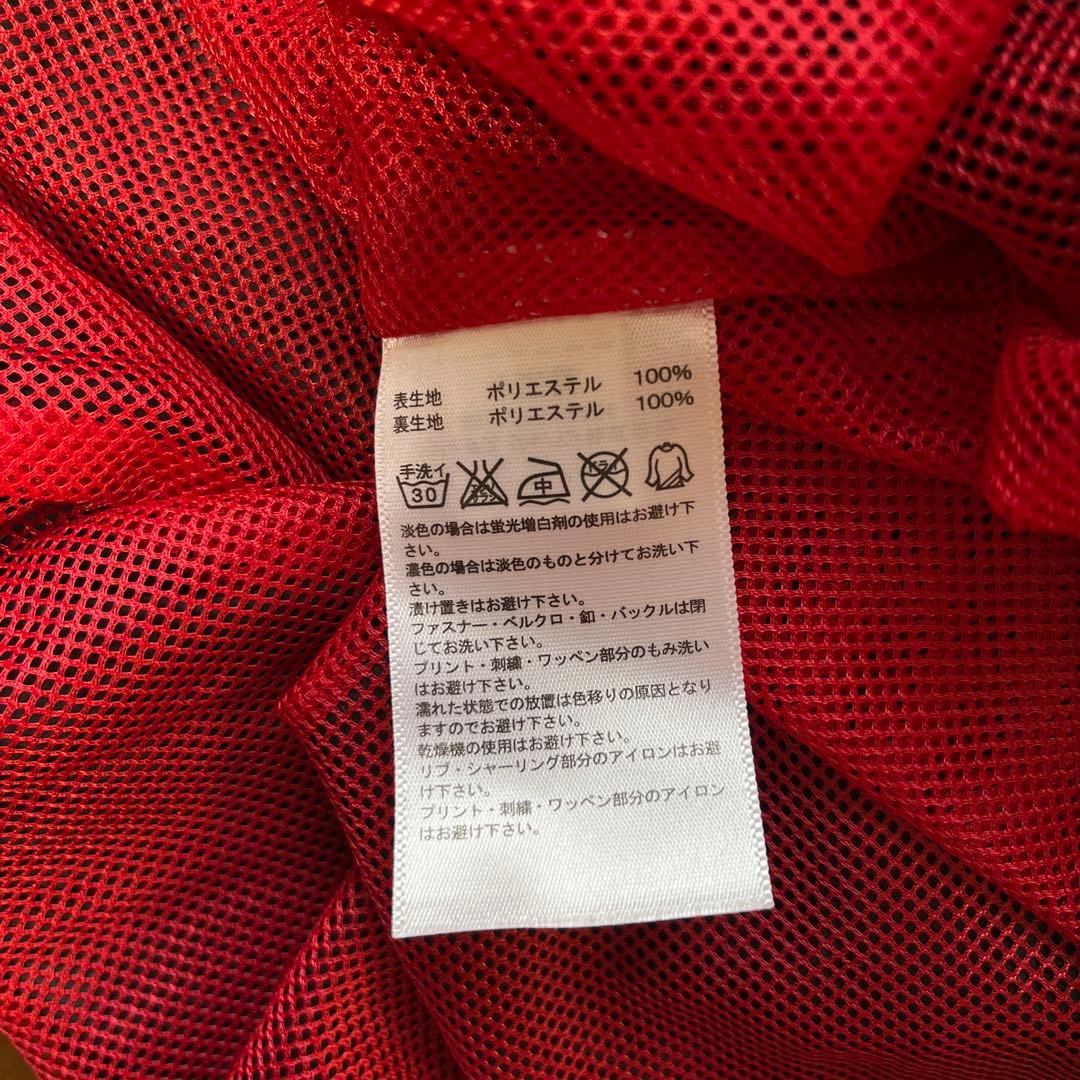 表生地 ポリエステル 100%
裏生地 ポリエステル 100%
手洗イ
30
エンソ
サラシ
中
ドライ
淡色の場合は蛍光増白剤の使用はお避け下
さい。
濃色の場合は淡色のものと分けてお洗い下
さい。
漬け置きはお避け下さい。
ファスナー・ベルクロ・釦・バックルは閉
じてお洗い下さい。
プリント・刺繍・ワッペン部分のもみ洗い
はお避け下さい。
濡れた状態での放置は色移りの原因となり
ますのでお避け下さい。
乾燥機の使用はお避け下さい。
リブ・シャーリング部分のアイロンはお避
け下さい。
プリント・刺繍・ワッペン部分のアイロン
はお避け下さい。